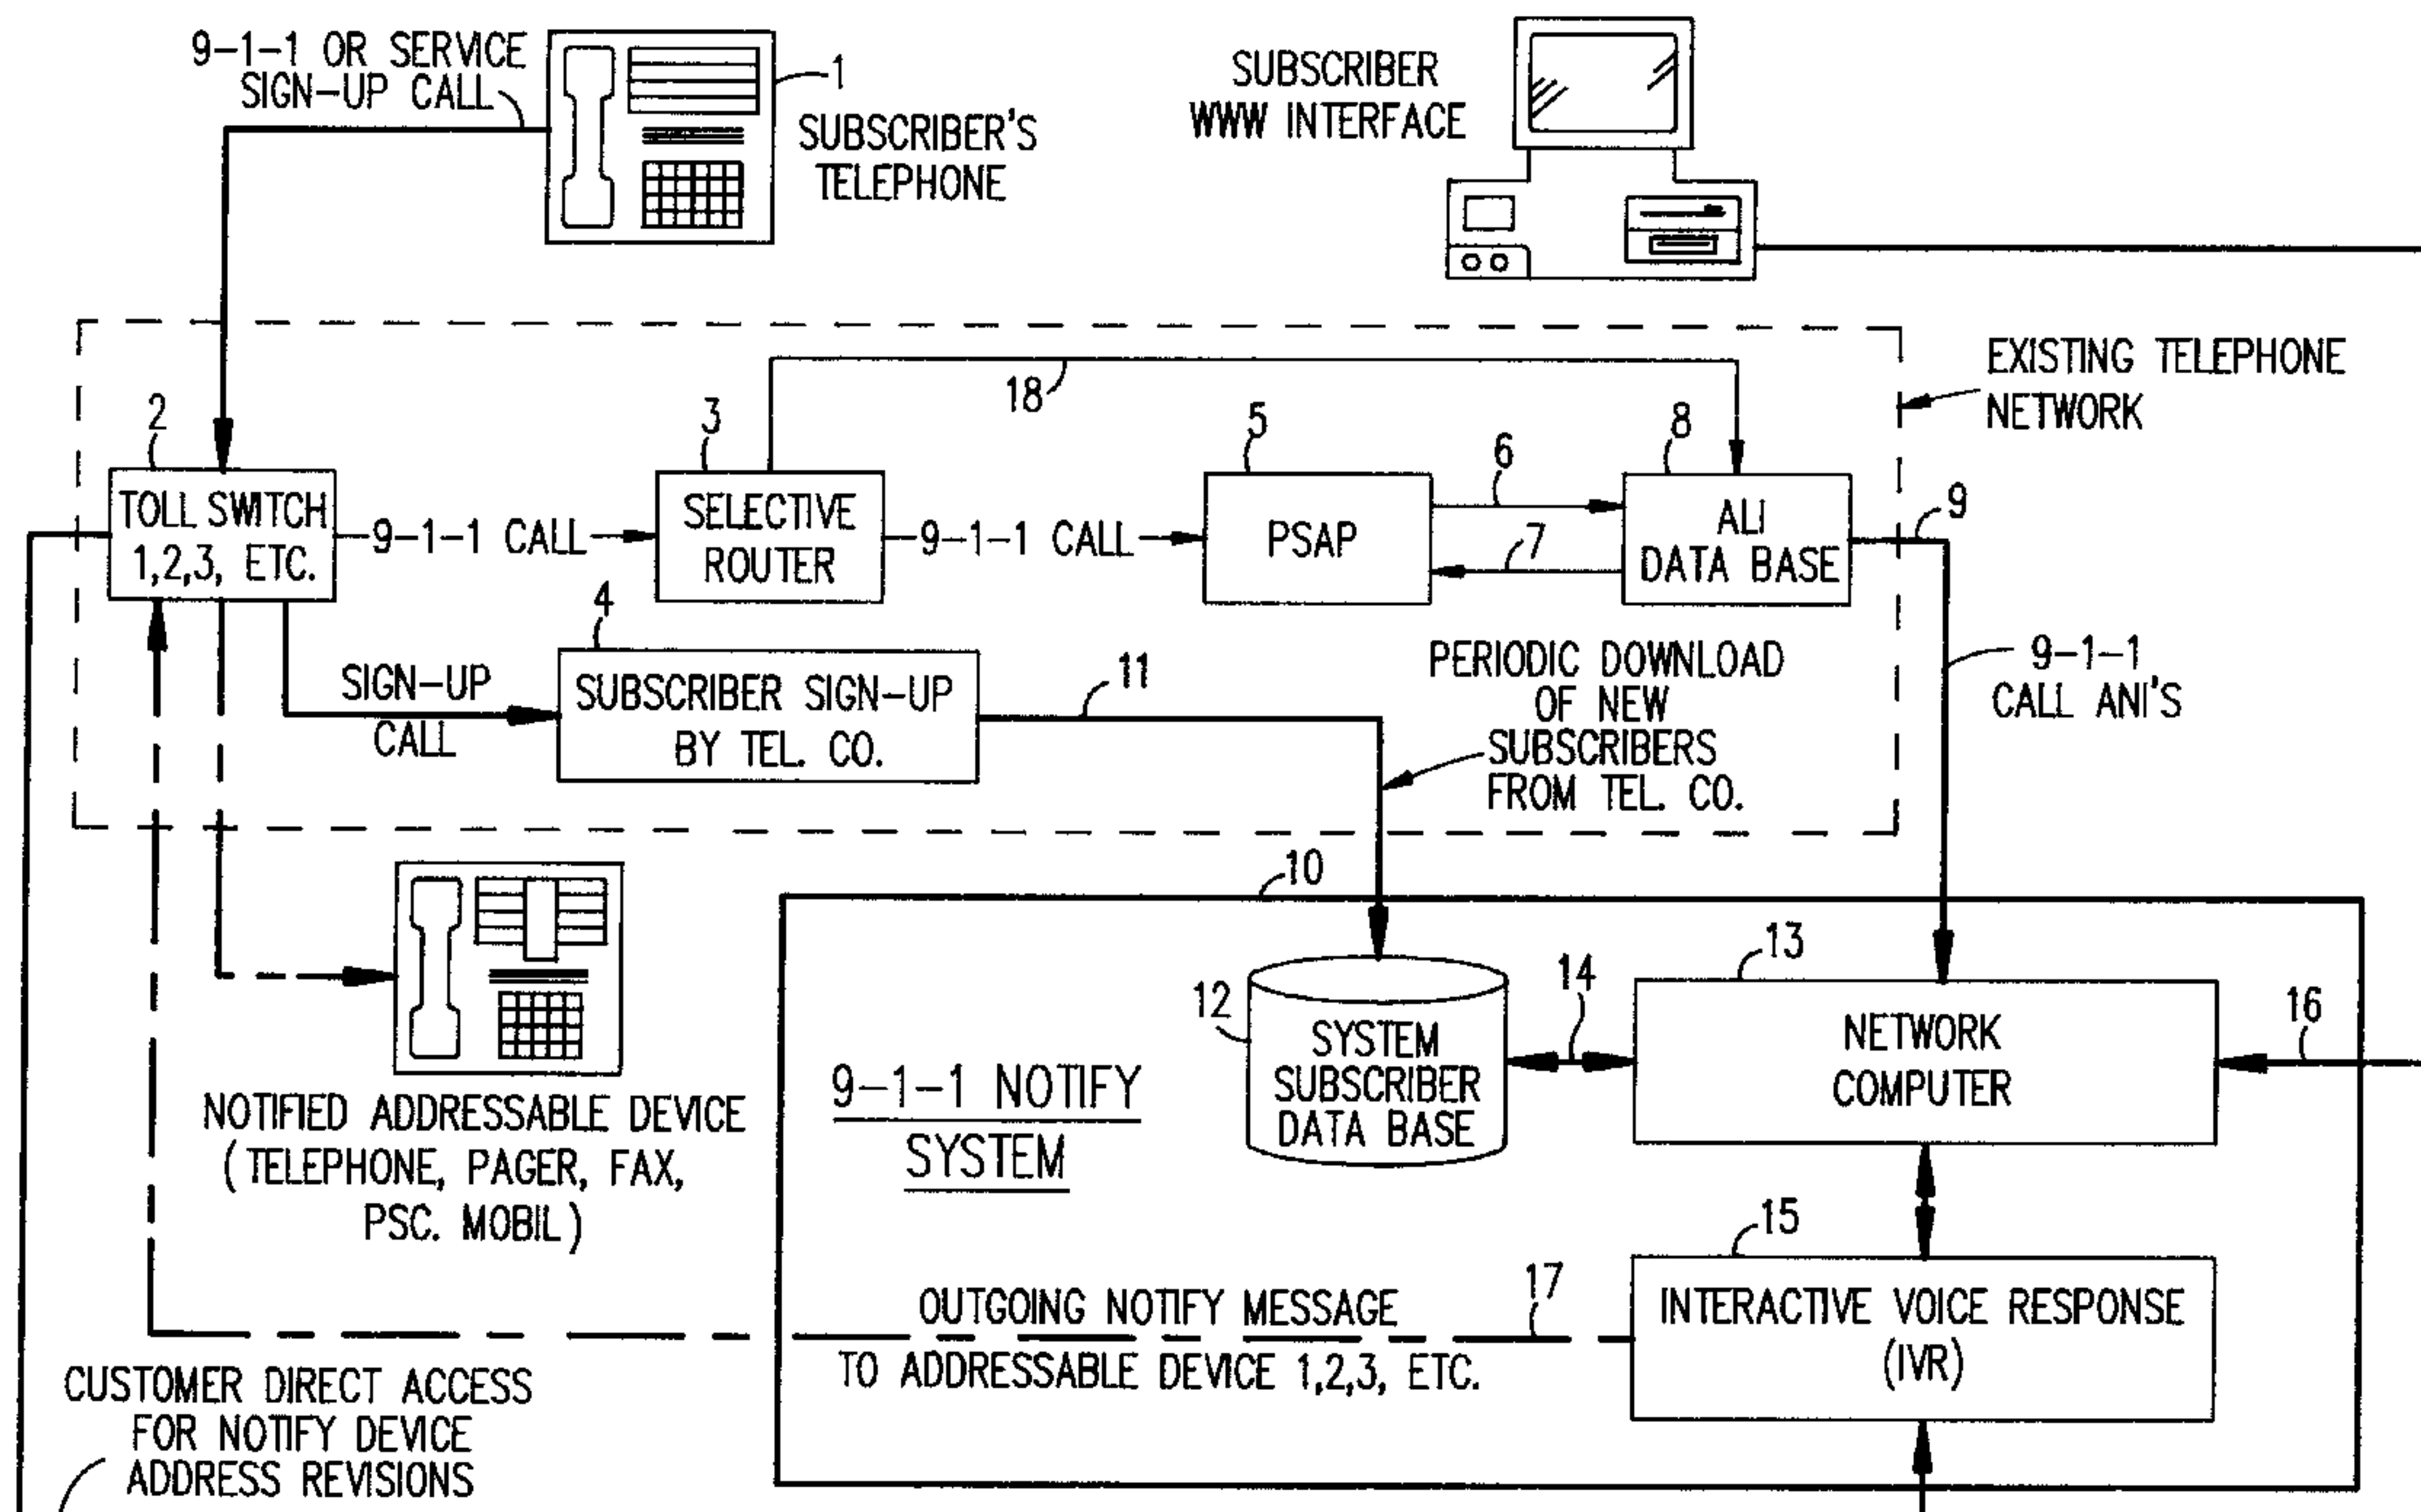 9-1-1 OR SERVICE
SIGN-UP CALL
1
SUBSCRIBER'S
TELEPHONE
SUBSCRIBER
WWW INTERFACE
EXISTING TELEPHONE
NETWORK
18
2
3
5
6
8
9
TOLL SWITCH
1,2,3, ETC.
9-1-1 CALL
SELECTIVE
ROUTER
9-1-1 CALL
PSAP
7
ALI
DATA BASE
4
SIGN-UP
CALL
SUBSCRIBER SIGN-UP
BY TEL. CO.
11
PERIODIC DOWNLOAD
OF NEW
SUBSCRIBERS
FROM TEL. CO.
9-1-1
CALL ANI'S
10
NOTIFIED ADDRESSABLE DEVICE
(TELEPHONE, PAGER, FAX,
PSC. MOBIL)
9-1-1 NOTIFY
SYSTEM
12
SYSTEM
SUBSCRIBER
DATA BASE
14
13
NETWORK
COMPUTER
16
15
INTERACTIVE VOICE RESPONSE
(IVR)
17
OUTGOING NOTIFY MESSAGE
TO ADDRESSABLE DEVICE 1,2,3, ETC.
CUSTOMER DIRECT ACCESS
FOR NOTIFY DEVICE
ADDRESS REVISIONS